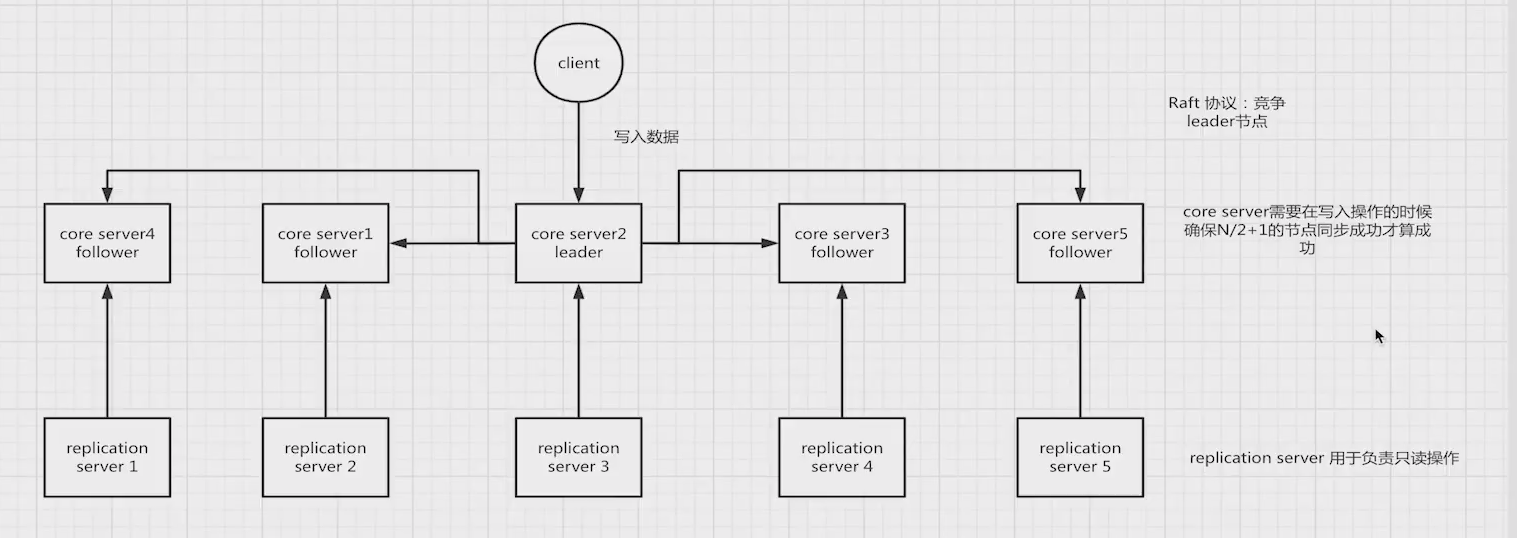 client
写入数据
Raft 协议：竞争
leader节点
core server4
follower
core server1
follower
core server2
leader
core server3
follower
core server5
follower
core server需要在写入操作的时候
确保N/2+1的节点同步成功才算成
功
replication
server 1
replication
server 2
replication
server 3
replication
server 4
replication
server 5
replication server 用于负责只读操作